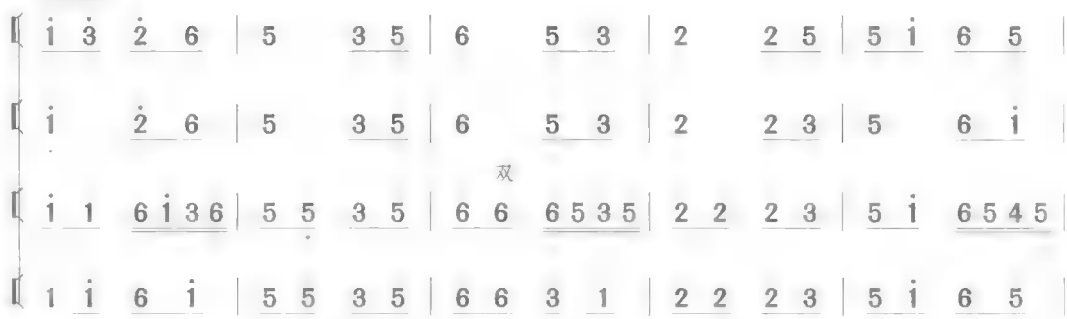 i̇ 3̇ 2̇ 6 | 5 3 5 | 6 5 3 | 2 2 5 | 5 i̇ 6 5 |
i̇ 2̇ 6 | 5 3 5 | 6 5 3 | 2 2 3 | 5 6 i̇ |
双
i̇ 1 6 i̇ 3 6 | 5 5̣ 3 5 | 6 6 6 5 3 5 | 2 2 2 3 | 5 i̇ 6 5 4 5 |
1 i̇ 6 i̇ | 5 5 3 5 | 6 6 3 1 | 2 2 2 3 | 5 i̇ 6 5 |